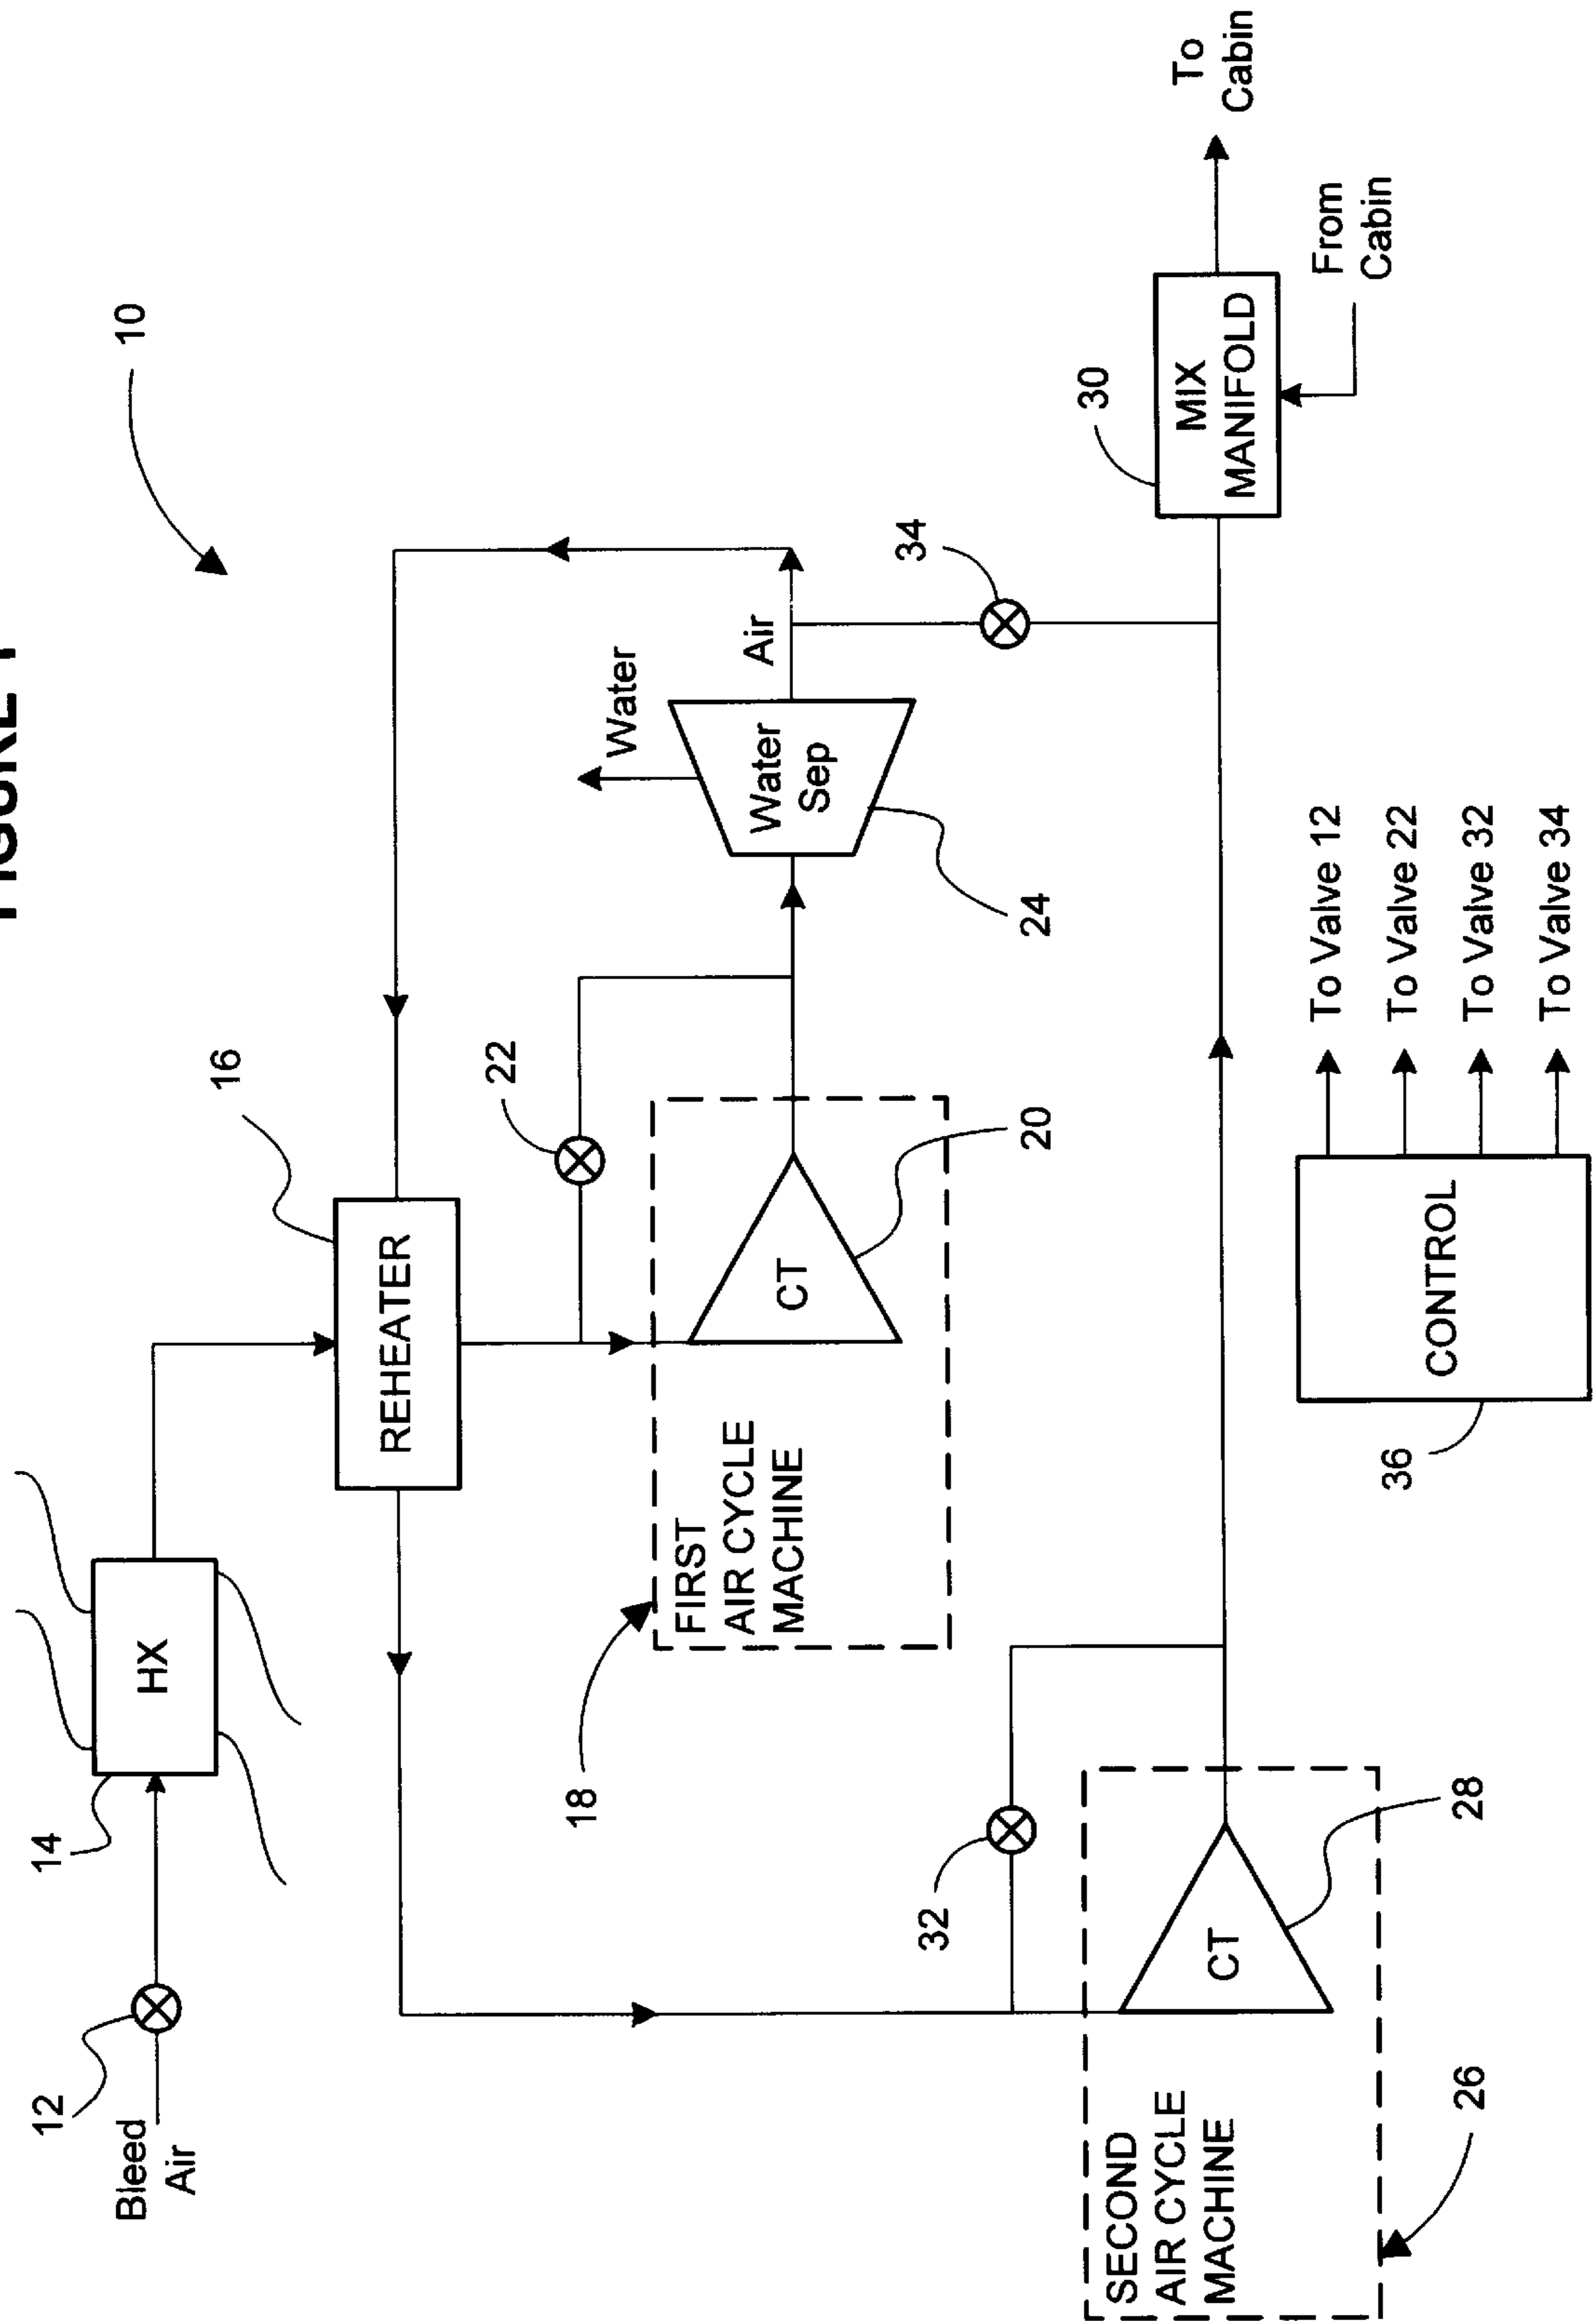 FIGURE 1
10
12
Bleed
Air
14
HX
16
REHEATER
22
18
FIRST
AIR CYCLE
MACHINE
CT
20
Water
Water
Sep
Air
24
34
32
SECOND
AIR CYCLE
MACHINE
CT
28
26
30
MIX
MANIFOLD
To
Cabin
From
Cabin
CONTROL
36
To Valve 12
To Valve 22
To Valve 32
To Valve 34